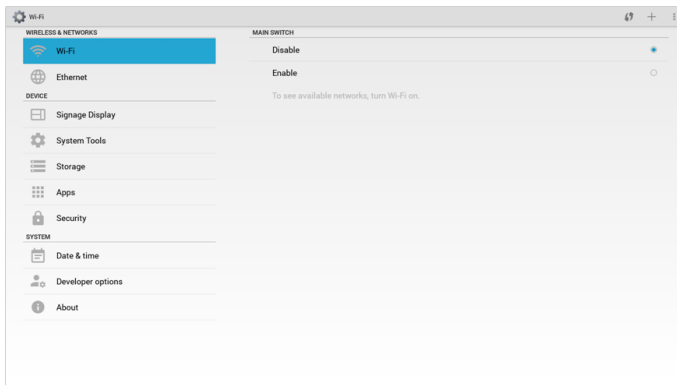 Wi-Fi
WIRELESS & NETWORKS
Wi-Fi
Ethernet
DEVICE
Signage Display
System Tools
Storage
Apps
Security
SYSTEM
Date & time
Developer options
About
MAIN SWITCH
Disable
Enable
To see available networks, turn Wi-Fi on.